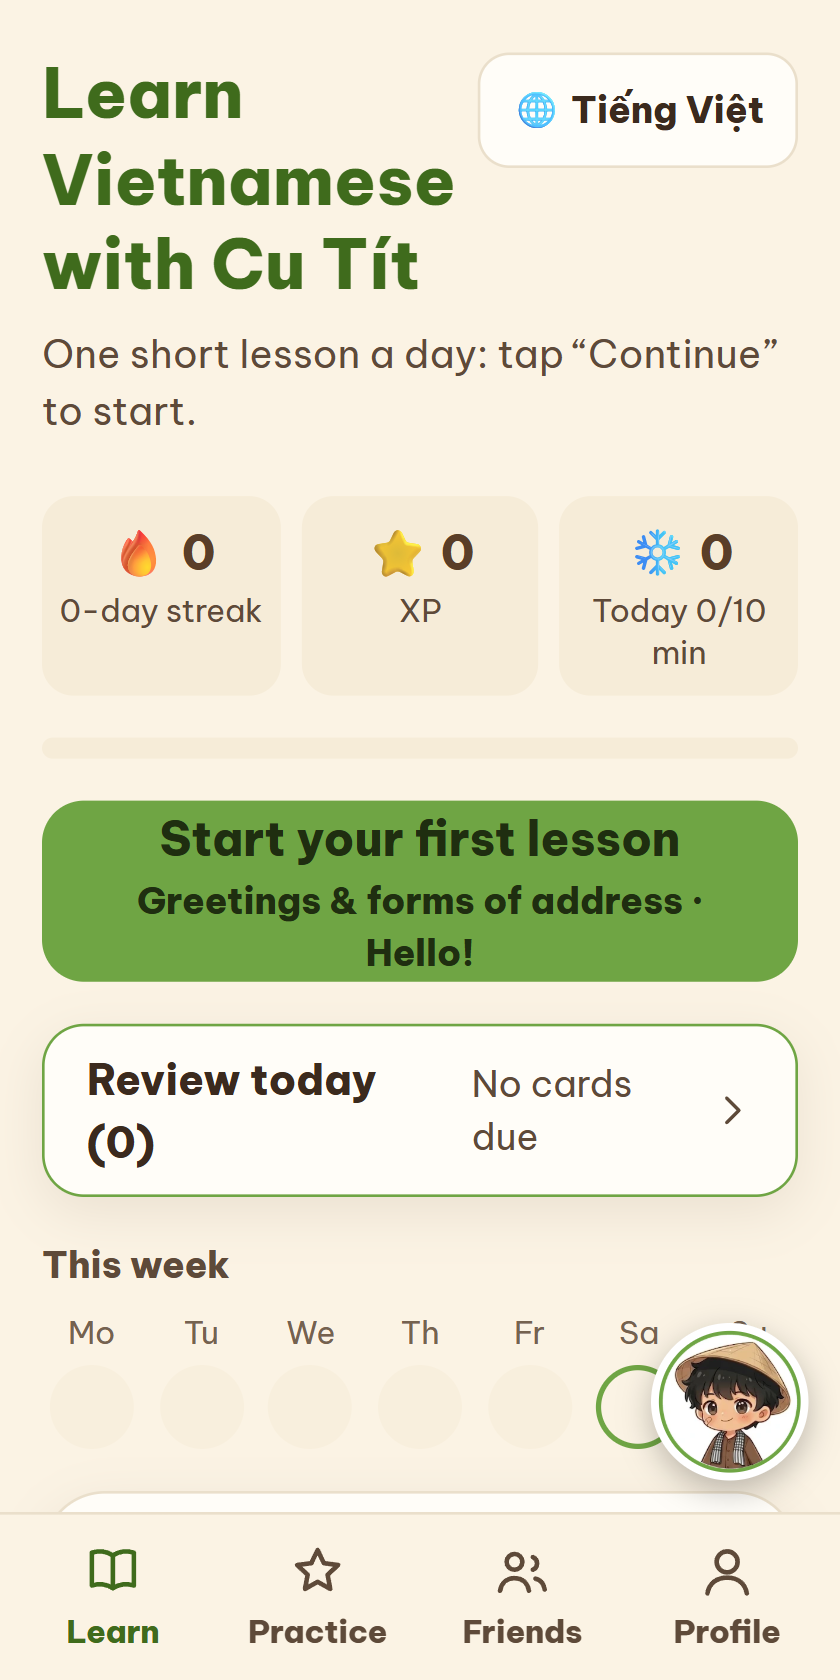 Learn
Vietnamese
with Cu Tít
🌐 Tiếng Việt
One short lesson a day: tap “Continue”
to start.
🔥 0
0-day streak
⭐ 0
XP
❄️ 0
Today 0/10
min
Start your first lesson
Greetings & forms of address ·
Hello!
Review today
(0)
No cards
due
This week
Mo Tu We Th Fr Sa
Learn Practice Friends Profile